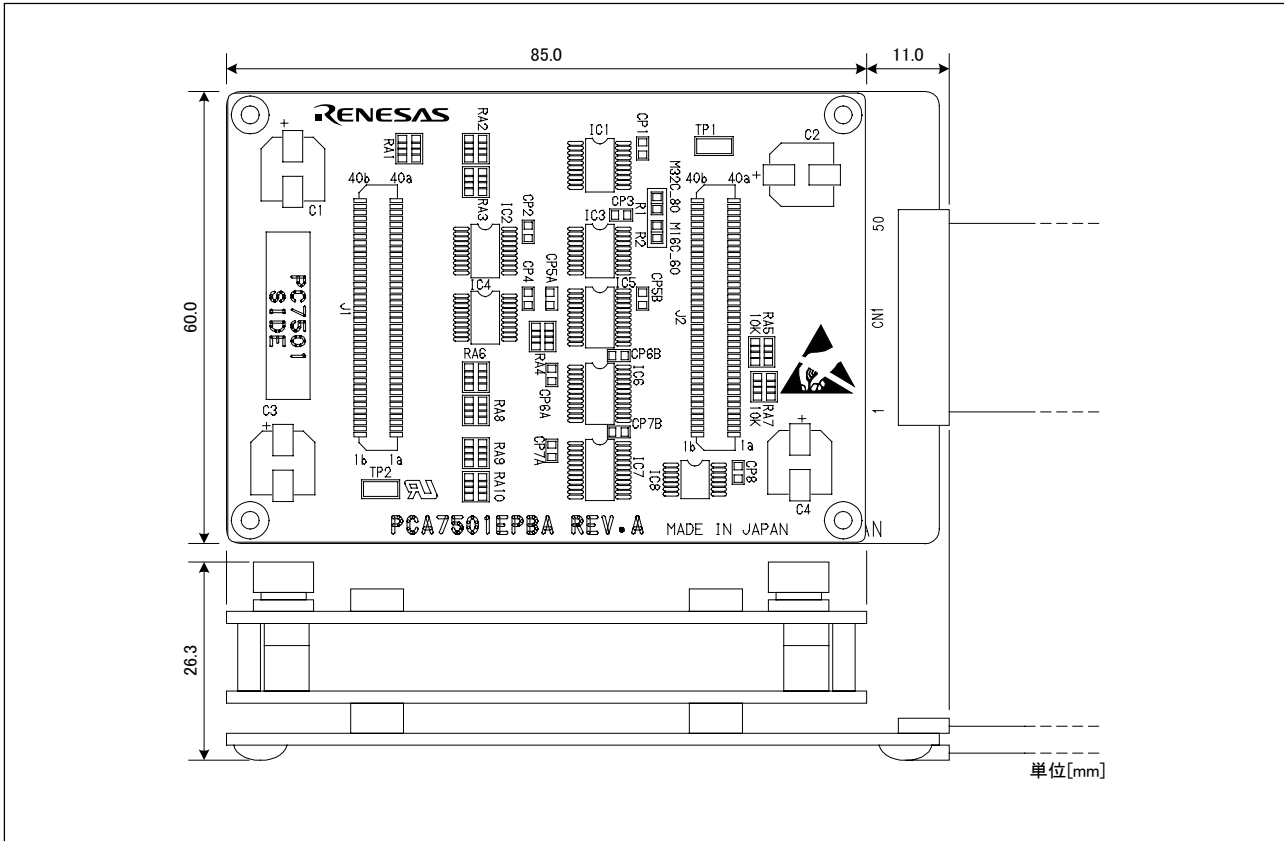 85.0
11.0
RENESAS
RA1
RA2
RA3
IC1
CP1
TP1
C2
+
C1
+
40b 40a
40b 40a
M32C_80
M16C_60
CP2
IC2
CP3
R1
IC3
R2
50
60.0
PC7501
SIDE
J1
CP4
IC4
CP5A
IC5
CP5B
J2
CN1
RA5
10K
RA6
RA4
CP6B
IC6
CP6A
RA7
10K
1
C3
+
RA8
CP7B
+
1b 1a
RA9
CP7A
IC7
1b 1a
TP2
RU
RA10
IC8
CP8
C4
PCA7501EPBA REV.A
MADE IN JAPAN
AN
26.3
単位[mm]